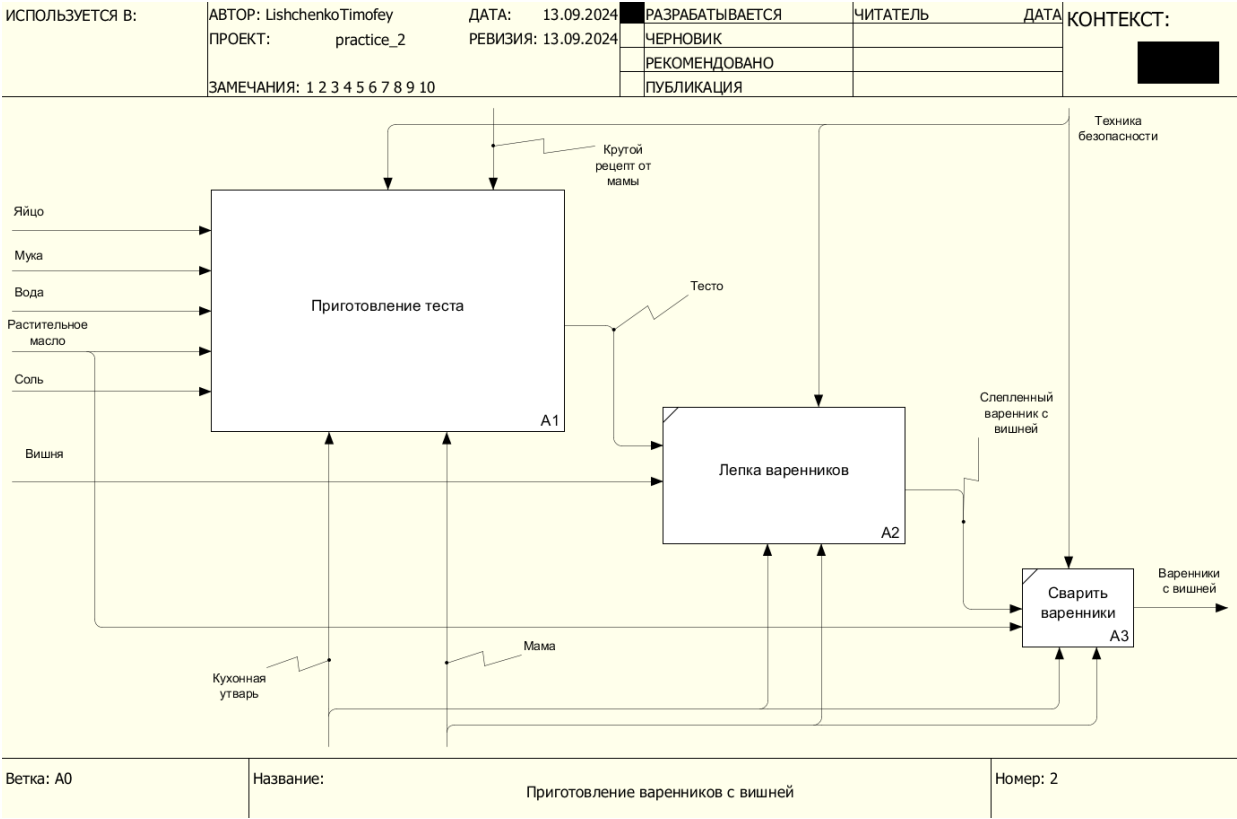 ИСПОЛЬЗУЕТСЯ В:
АВТОР: LishchenkoTimofey
ДАТА: 13.09.2024
ПРОЕКТ: practice_2
РЕВИЗИЯ: 13.09.2024
ЗАМЕЧАНИЯ: 1 2 3 4 5 6 7 8 9 10
РАЗРАБАТЫВАЕТСЯ
ЧЕРНОВИК
РЕКОМЕНДОВАНО
ПУБЛИКАЦИЯ
ЧИТАТЕЛЬ
ДАТА
КОНТЕКСТ:
Техника
безопасности
Крутой
рецепт от
мамы
Яйцо
Мука
Вода
Растительное
масло
Соль
Вишня
Приготовление теста
A1
Тесто
Лепка варенников
A2
Слепленный
варенник с
вишней
Сварить
варенники
A3
Варенники
с вишней
Мама
Кухонная
утварь
Ветка: A0
Название:
Приготовление варенников с вишней
Номер: 2